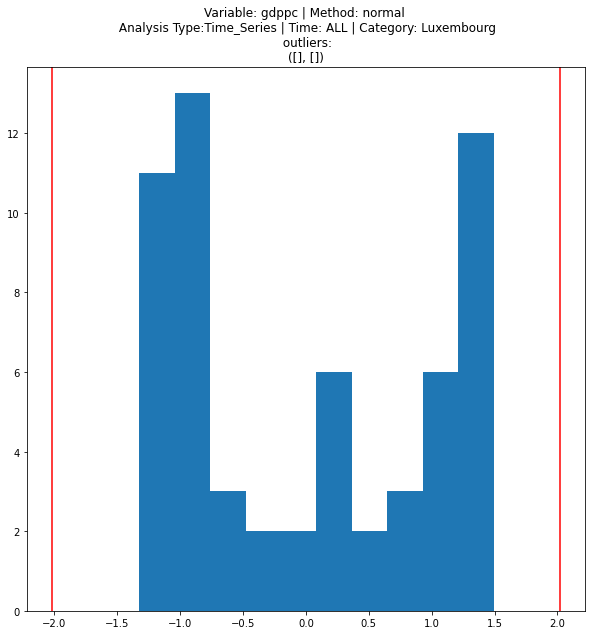 Variable: gdppc | Method: normal
Analysis Type:Time_Series | Time: ALL | Category: Luxembourg
outliers:
([], [])
12
10
8
6
4
2
0
−2.0 −1.5 −1.0 −0.5 0.0 0.5 1.0 1.5 2.0